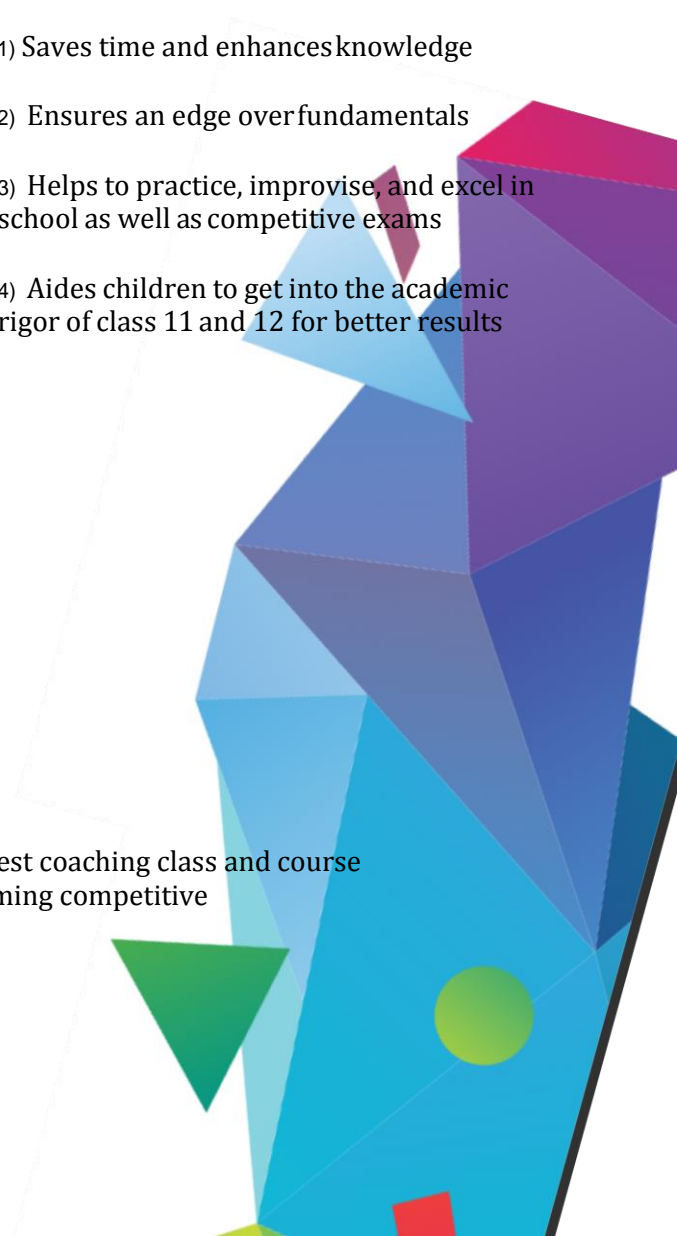 1) Saves time and enhances knowledge
2) Ensures an edge over fundamentals
3) Helps to practice, improvise, and excel in
school as well as competitive exams
4) Aides children to get into the academic
rigor of class 11 and 12 for better results
est coaching class and course
ming competitive